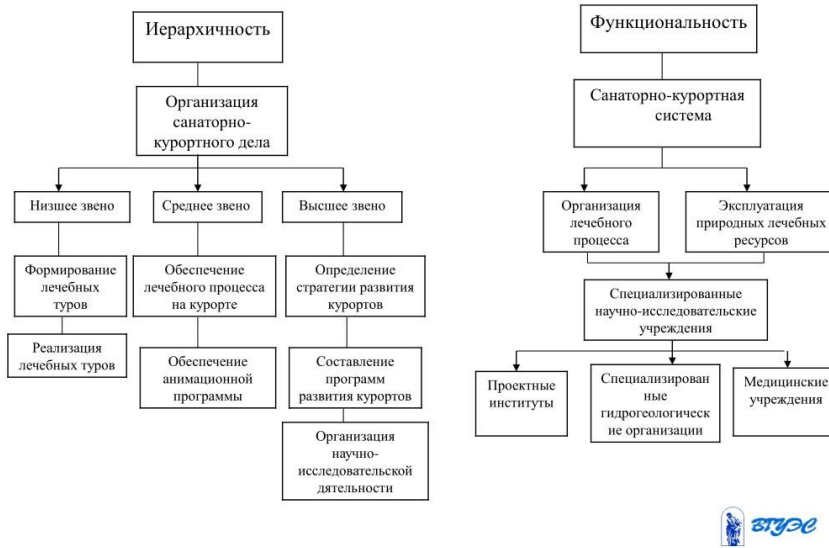 Иерархичность
Организация
санаторно-
курортного дела
Низшее звено
Среднее звено
Высшее звено
Формирование
лечебных
туров
Обеспечение
лечебного процесса
на курорте
Определение
стратегии развития
курортов
Реализация
лечебных туров
Обеспечение
анимационной
программы
Составление
программ
развития курортов
Организация
научно-
исследовательской
дятельности
Функциональность
Санаторно-курортная
система
Организация
лечебного
процесса
Эксплуатация
природных лечебных
ресурсов
Специализированные
научно-исследовательские
учреждения
Проектные
институты
Специализирован
ные
гидрогеологическ
ие организации
Медицинские
учреждения
ВГУЭС